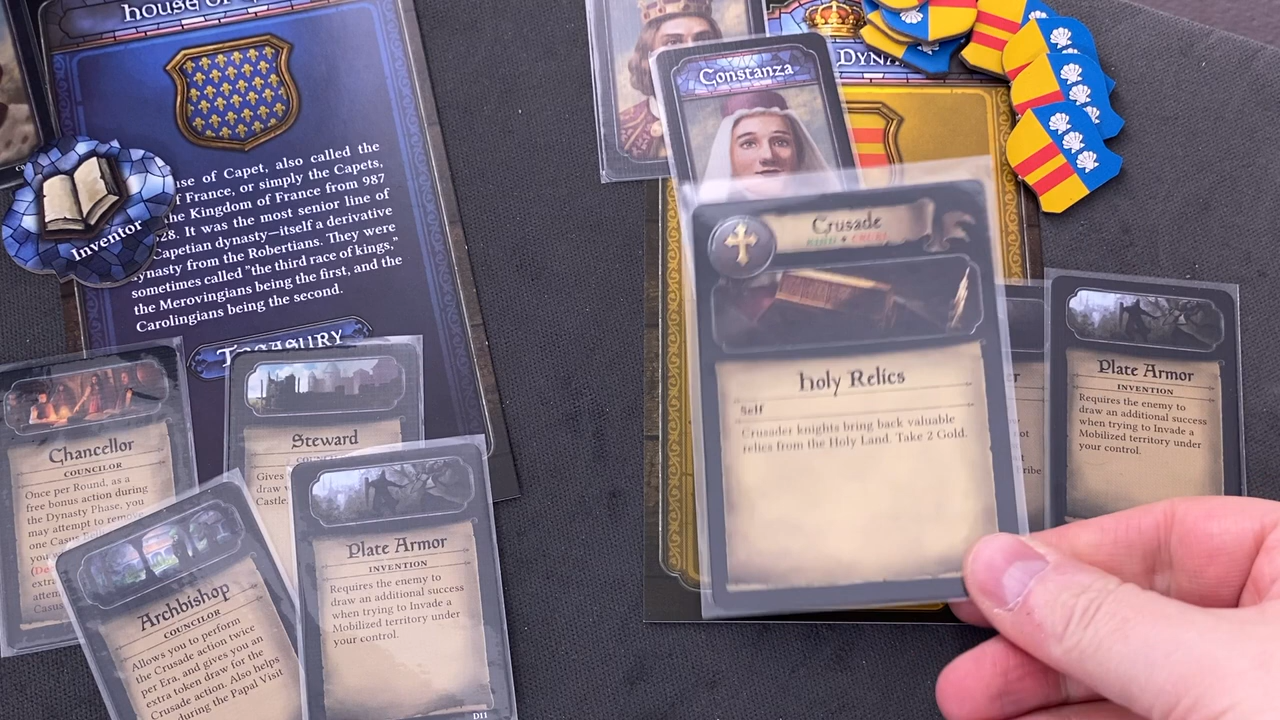 house of
use of Capet, also called the
of France, or simply the Capets,
the Kingdom of France from 987
28. It was the most senior line of
Capetian dynasty—itself a derivative
ynasty from the Robertians. They were
sometimes called "the third race of kings,"
the Merovingians being the first, and the
Carolingians being the second.
Treasury
Inventor
Chancellor
COUNCILOR
Once per Round, as a
free bonus action during
the Dynasty Phase, you
may attempt to remove
one Casus
you
extra
Casus
Steward
Gives
draw
Castle,
Archbishop
COUNCILOR
Allows you to perform
the Crusade action twice
per Era, and gives you an
extra token draw for the
Crusade action. Also helps
during the Papal Visit
Plate Armor
INVENTION
Requires the enemy to
draw an additional success
when trying to Invade a
Mobilized territory under
your control.
D11
Constanza
Dyna
Crusade
Holy Relics
Self
Crusader knights bring back valuable
relics from the Holy Land. Take 2 Gold.
Plate Armor
INVENTION
Requires the enemy to
draw an additional success
when trying to Invade a
Mobilized territory under
your control.